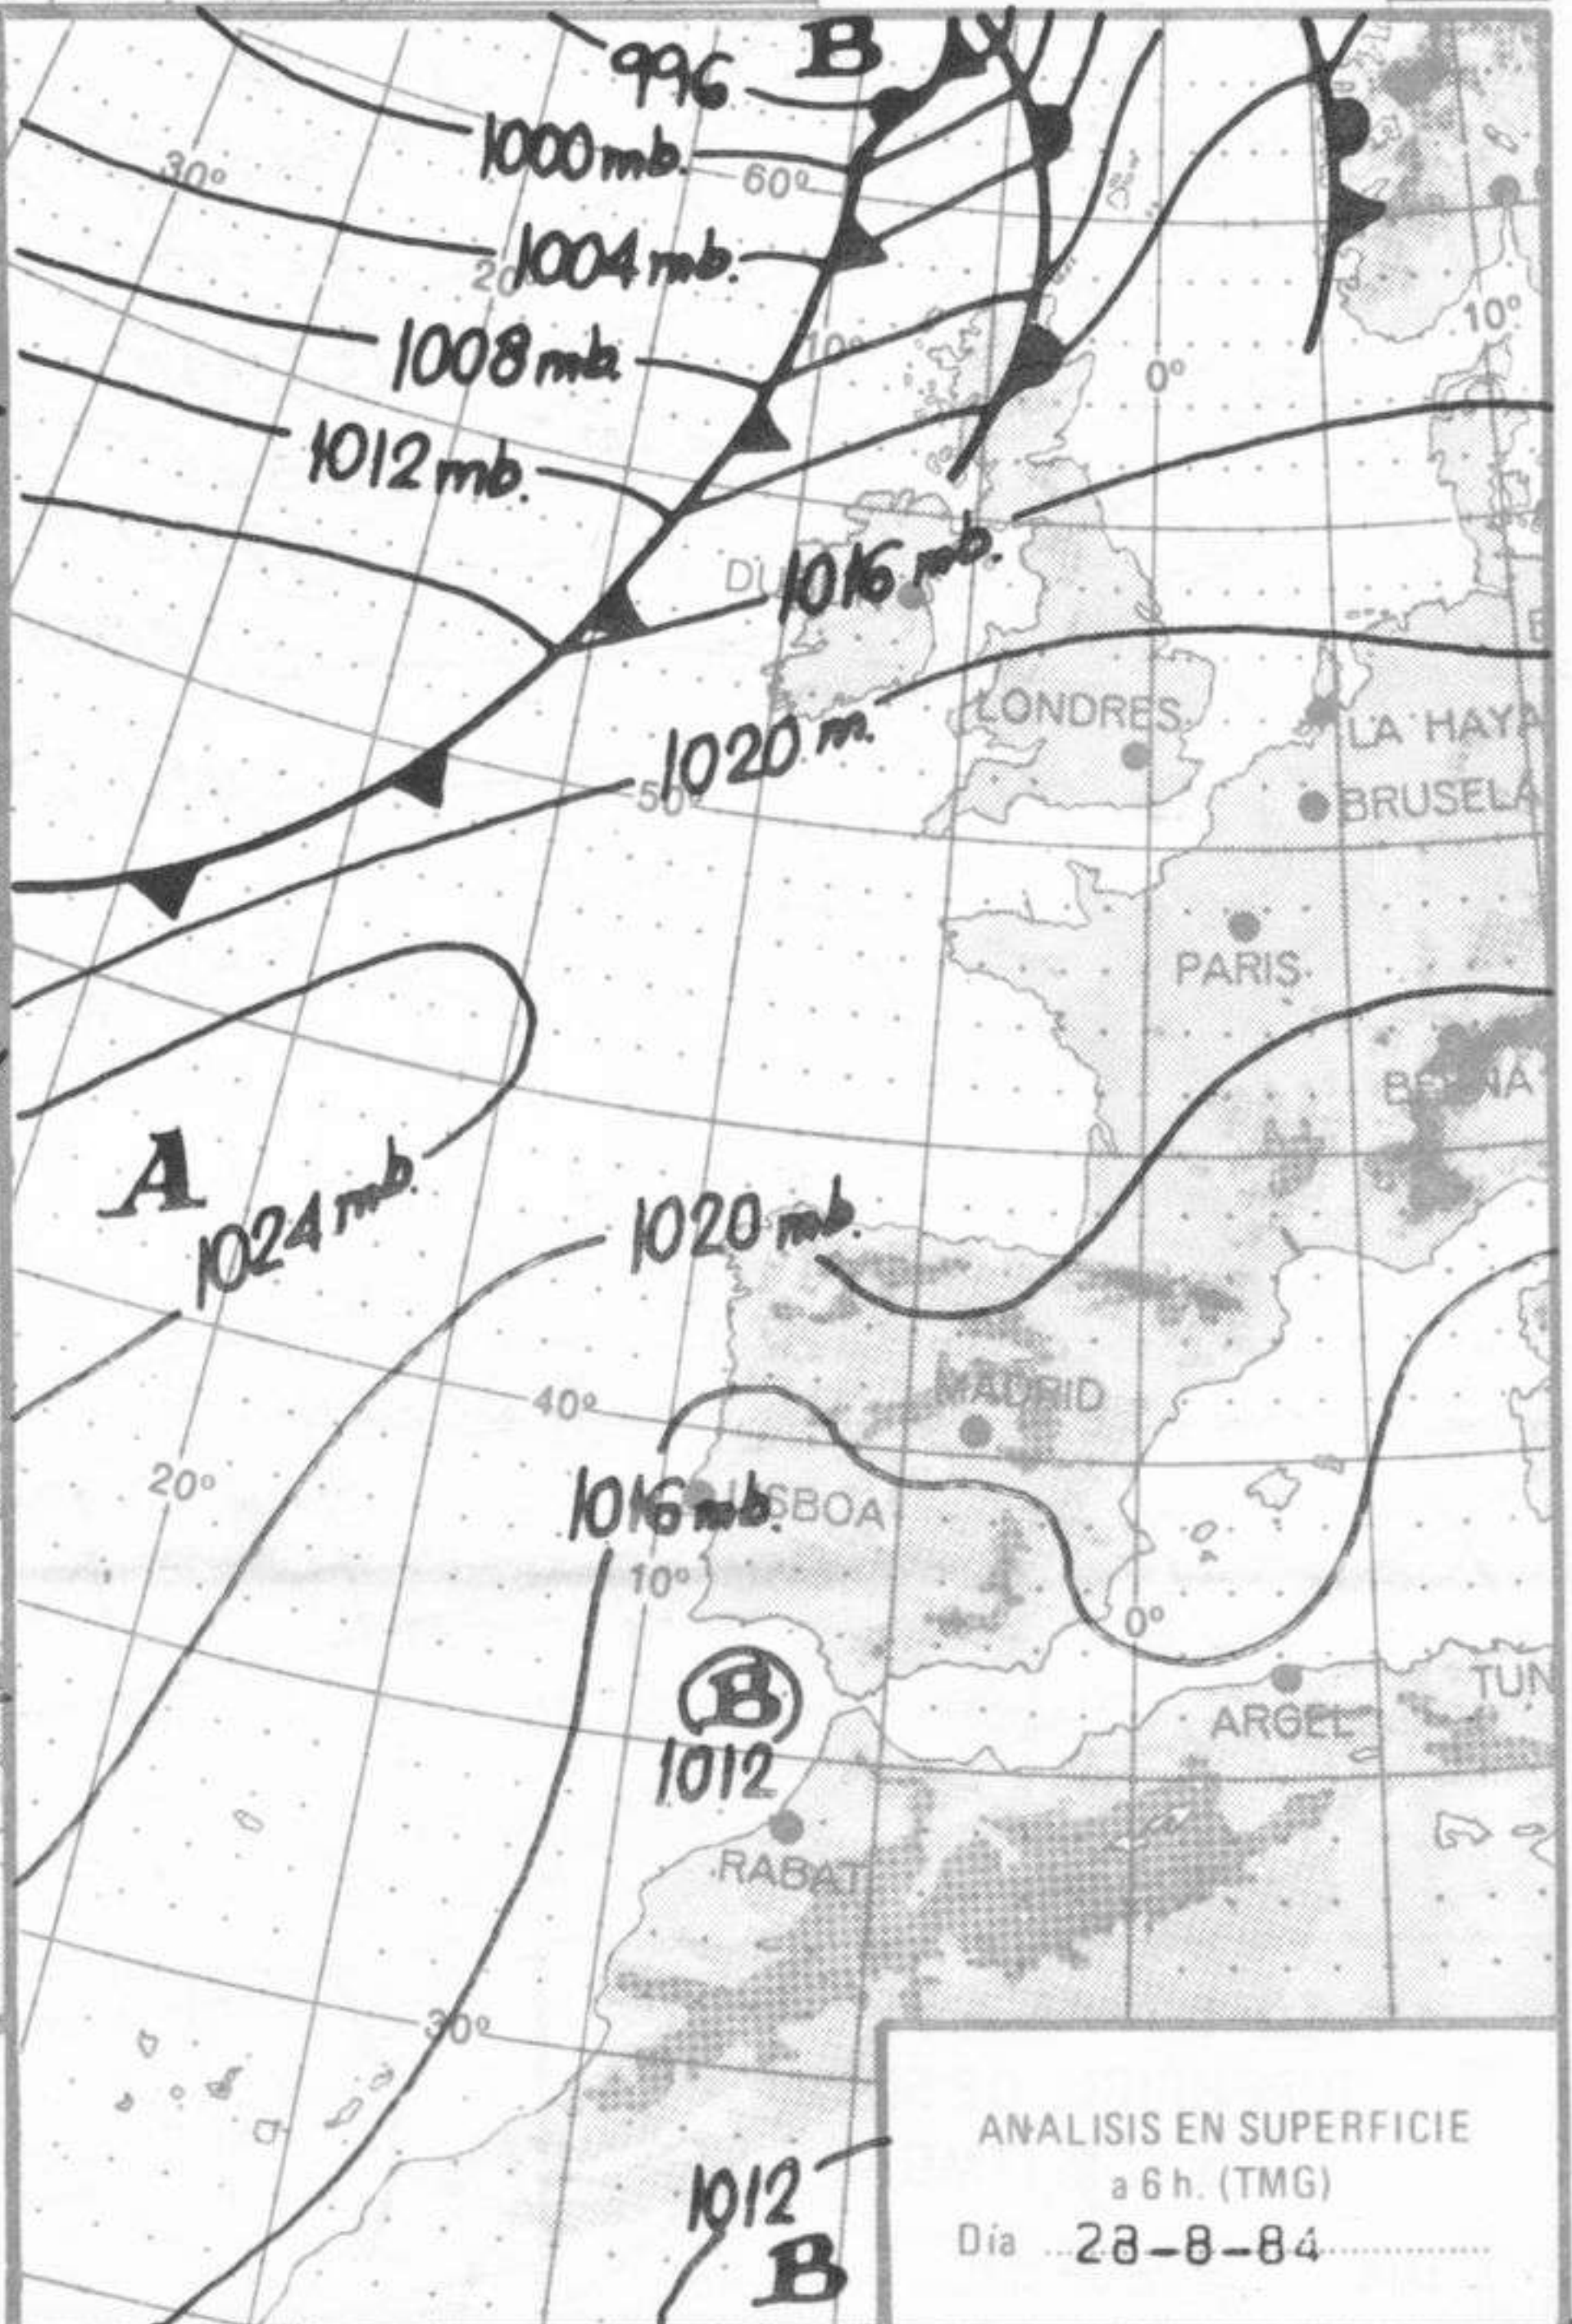 B
996
1000 mb.
30º
60º
1004 mb.
20
10º
1008 mb.
10º
0º
1012 mb.
1016 mb.
LONDRES
1020 m.
LA HAYA
50º
BRUSELA
PARIS
A
1024 mb.
1020 mb.
MADRID
40º
20º
1016 mb.
LISBOA
10º
0º
B
1012
TUN
ARGEL
RABAT
30º
1012
B
ANALISIS EN SUPERFICIE
a 6 h. (TMG)
Día 28-8-84